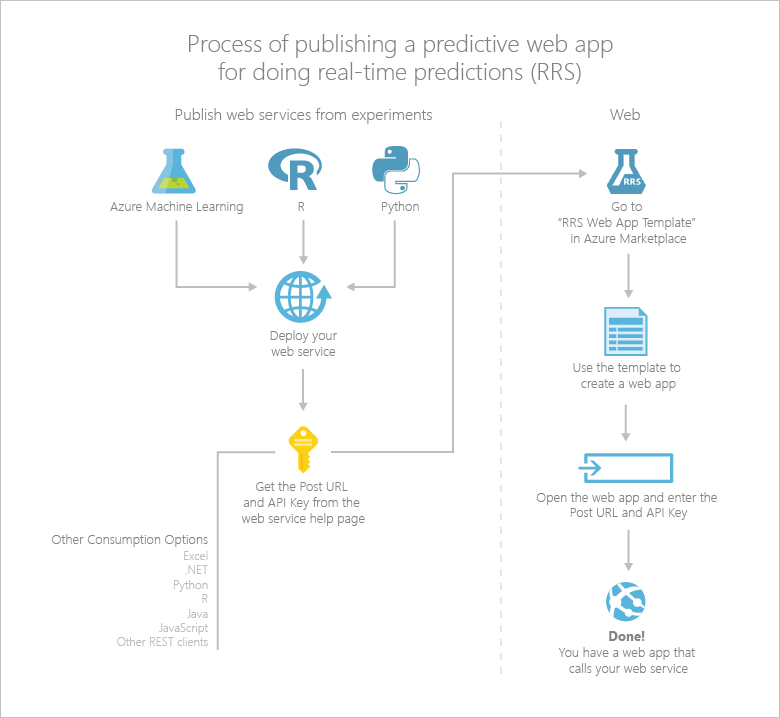 Process of publishing a predictive web app
for doing real-time predictions (RRS)
Publish web services from experiments
Azure Machine Learning
R
R
Python
Deploy your
web service
Get the Post URL
and API Key from the
web service help page
Other Consumption Options
Excel
.NET
Python
R
Java
JavaScript
Other REST clients
Web
RRS
Go to
“RRS Web App Template”
in Azure Marketplace
Use the template to
create a web app
Open the web app and enter the
Post URL and API Key
Done!
You have a web app that
calls your web service